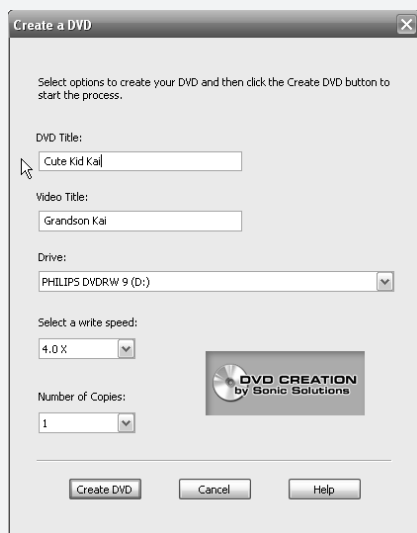 Create a DVD
Select options to create your DVD and then click the Create DVD button to
start the process.
DVD Title:
Cute Kid Kai
Video Title:
Grandson Kai
Drive:
PHILIPS DVDRW 9 (D:)
Select a write speed:
4.0 X
DVD CREATION
by Sonic Solutions
Number of Copies:
1
Create DVD
Cancel
Help